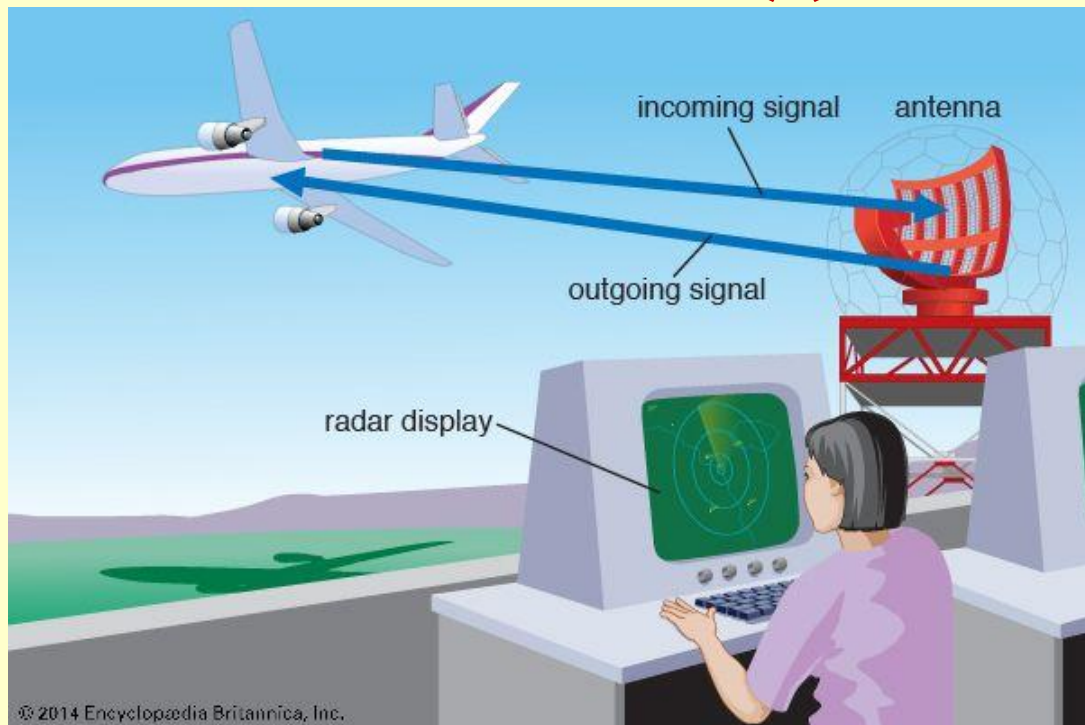 incoming signal
antenna
outgoing signal
radar display
© 2014 Encyclopædia Britannica, Inc.